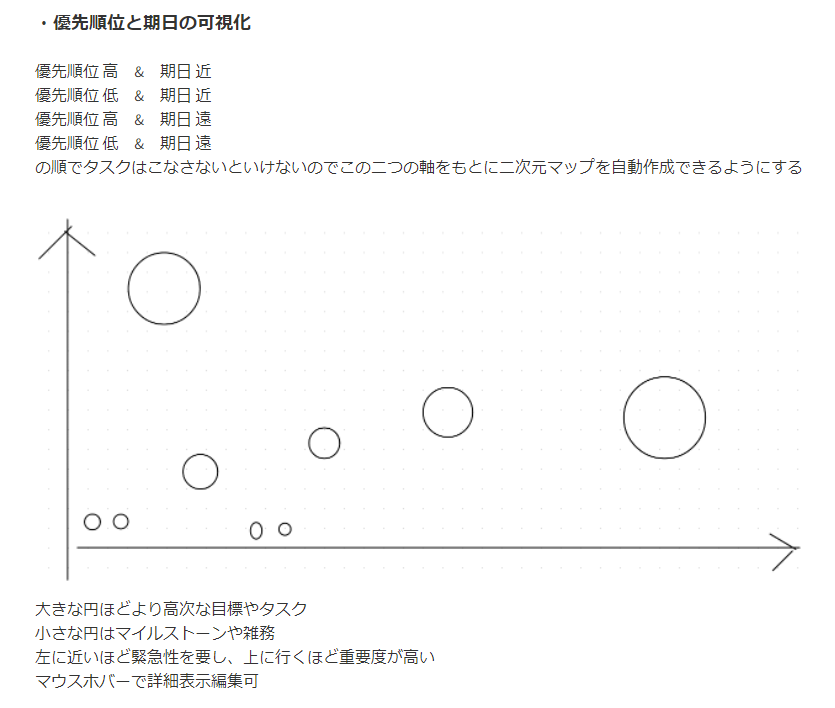 ・優先順位と期日の可視化
優先順位 高　&　期日 近
優先順位 低　&　期日 近
優先順位 高　&　期日 遠
優先順位 低　&　期日 遠
の順でタスクはこなさないといけないのでこの二つの軸をもとに二次元マップを自動作成できるようにする
大きな円ほどより高次な目標やタスク
小さな円はマイルストーンや雑務
左に近いほど緊急性を要し、上に行くほど重要度が高い
マウスホバーで詳細表示編集可